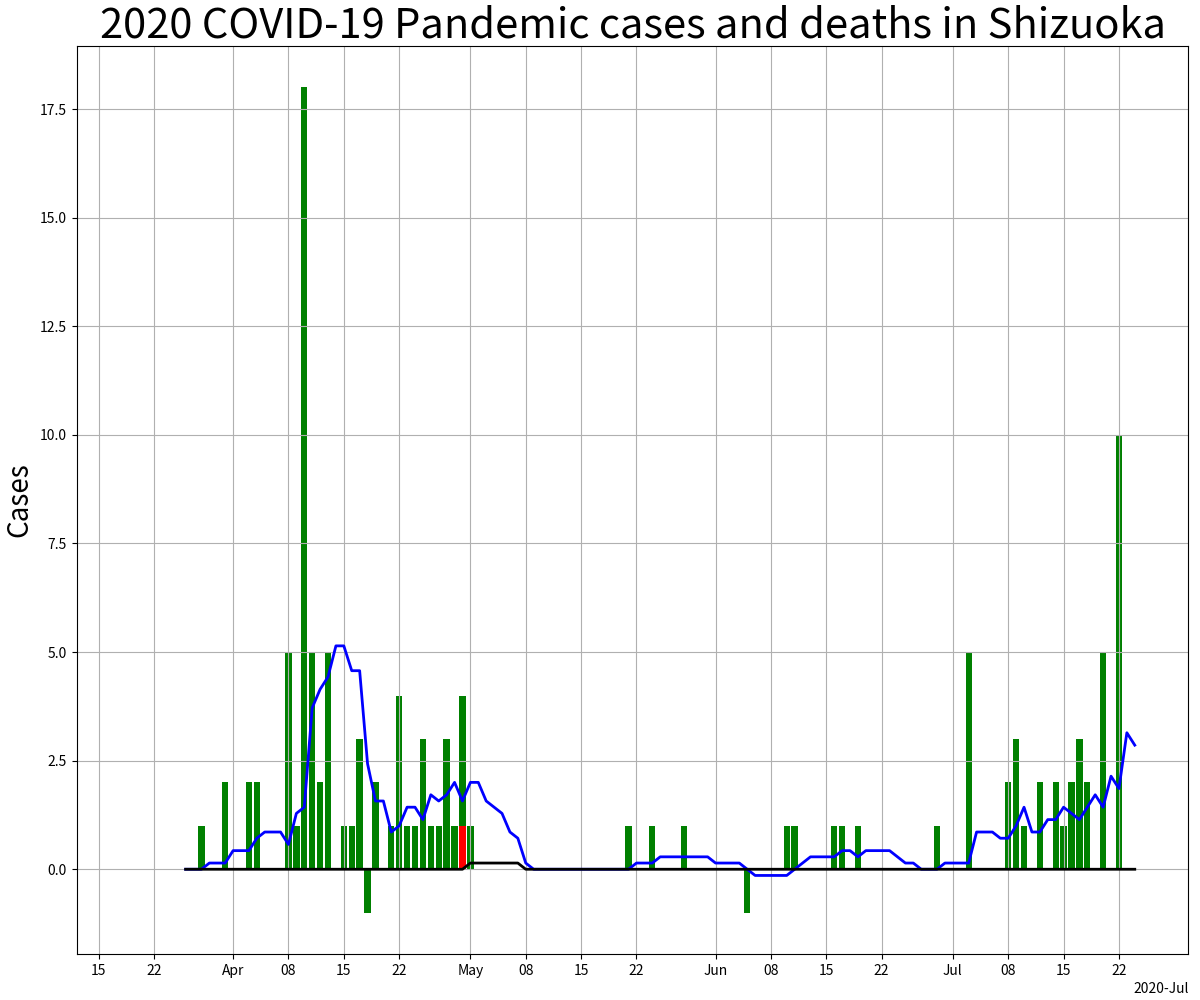 2020 COVID-19 Pandemic cases and deaths in Shizuoka
17.5
15.0
12.5
10.0
7.5
5.0
2.5
0.0
Cases
15 22 Apr 08 15 22 May 08 15 22 Jun 08 15 22 Jul 08 15 22
2020-Jul